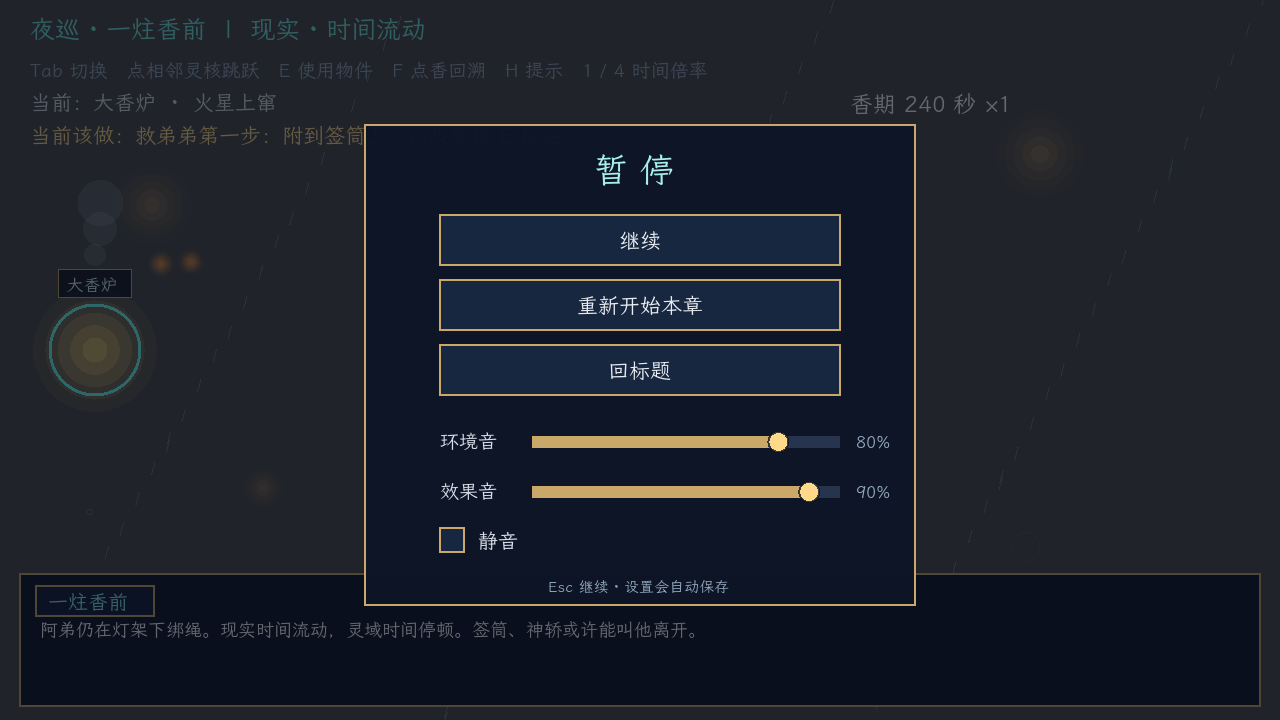 夜巡·一炷香前 | 现实·时间流动
Tab 切换 点相邻灵核跳跃 E 使用物件 F 点香回溯 H 提示 1 / 4 时间倍率
当前: 大香炉 · 火星上窜
香期 240 秒 x1
当前该做: 救弟弟第一步: 附到签筒
暂停
继续
重新开始本章
回标题
环境音 80%
效果音 90%
静音
Esc 继续·设置会自动保存
大香炉
一炷香前
阿弟仍在灯架下绑绳。现实时间流动, 灵域时间停顿。签筒、神轿或许能叫他离开。